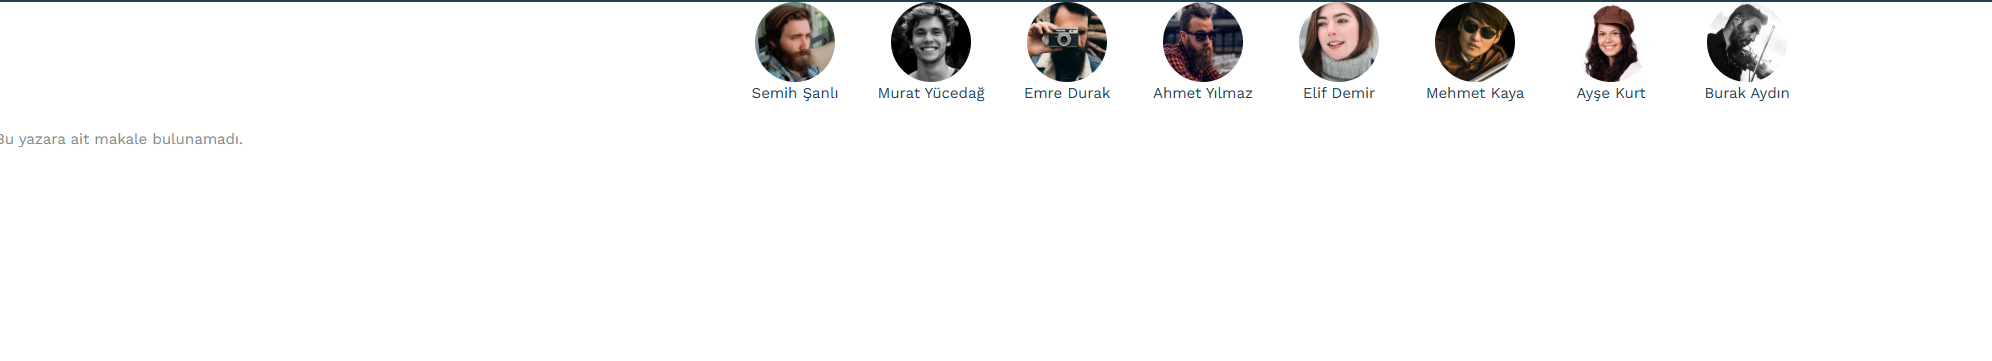 Semih Şanlı Murat Yücedağ Emre Durak Ahmet Yılmaz Elif Demir Mehmet Kaya Ayşe Kurt Burak Aydın
Bu yazara ait makale bulunamadı.